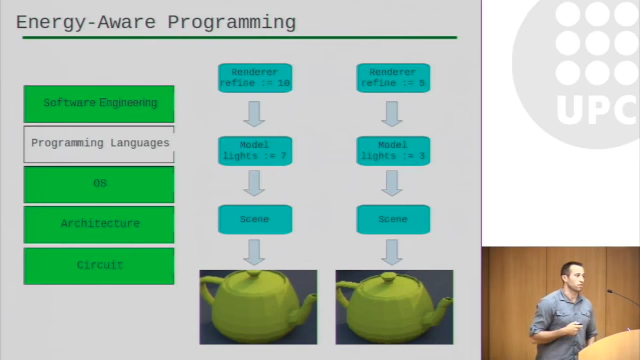 Energy-Aware Programming
Software Engineering
Programming Languages
OS
Architecture
Circuit
Renderer
refine := 10
Model
lights := 7
Scene
Renderer
refine := 5
Model
lights := 3
Scene
UPC